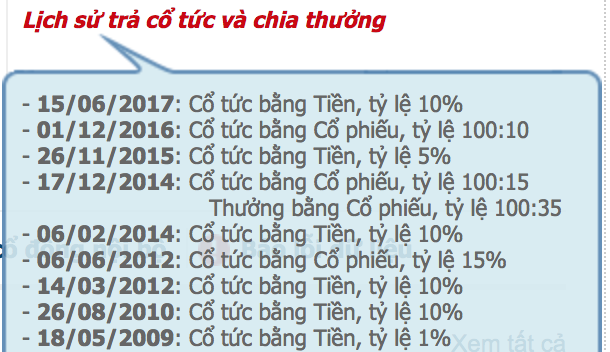 Lịch sử trả cổ tức và chia thưởng
- 15/06/2017: Cổ tức bằng Tiền, tỷ lệ 10%
- 01/12/2016: Cổ tức bằng Cổ phiếu, tỷ lệ 100:10
- 26/11/2015: Cổ tức bằng Tiền, tỷ lệ 5%
- 17/12/2014: Cổ tức bằng Cổ phiếu, tỷ lệ 100:15
Thưởng bằng Cổ phiếu, tỷ lệ 100:35
- 06/02/2014: Cổ tức bằng Tiền, tỷ lệ 10%
- 06/06/2012: Cổ tức bằng Cổ phiếu, tỷ lệ 15%
- 14/03/2012: Cổ tức bằng Tiền, tỷ lệ 10%
- 26/08/2010: Cổ tức bằng Tiền, tỷ lệ 10%
- 18/05/2009: Cổ tức bằng Tiền, tỷ lệ 1%
Xem tất cả